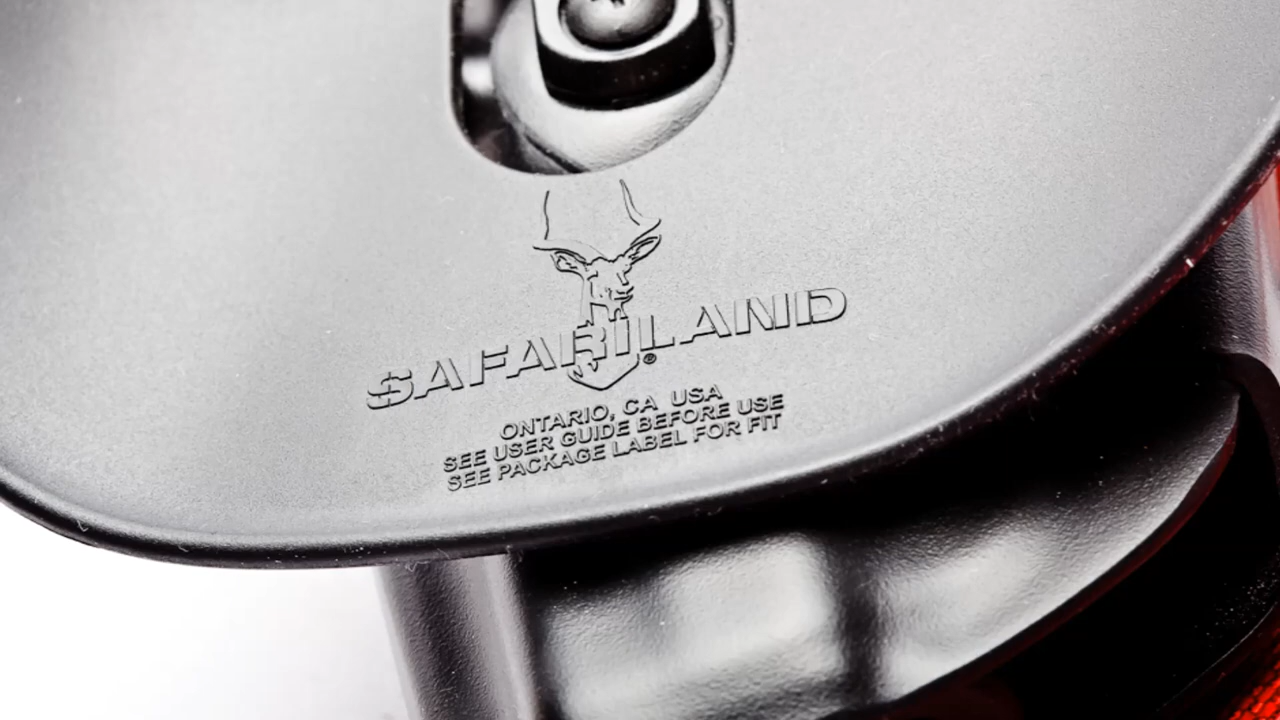 SAFARILAND®
ONTARIO, CA USA
SEE USER GUIDE BEFORE USE
SEE PACKAGE LABEL FOR FIT